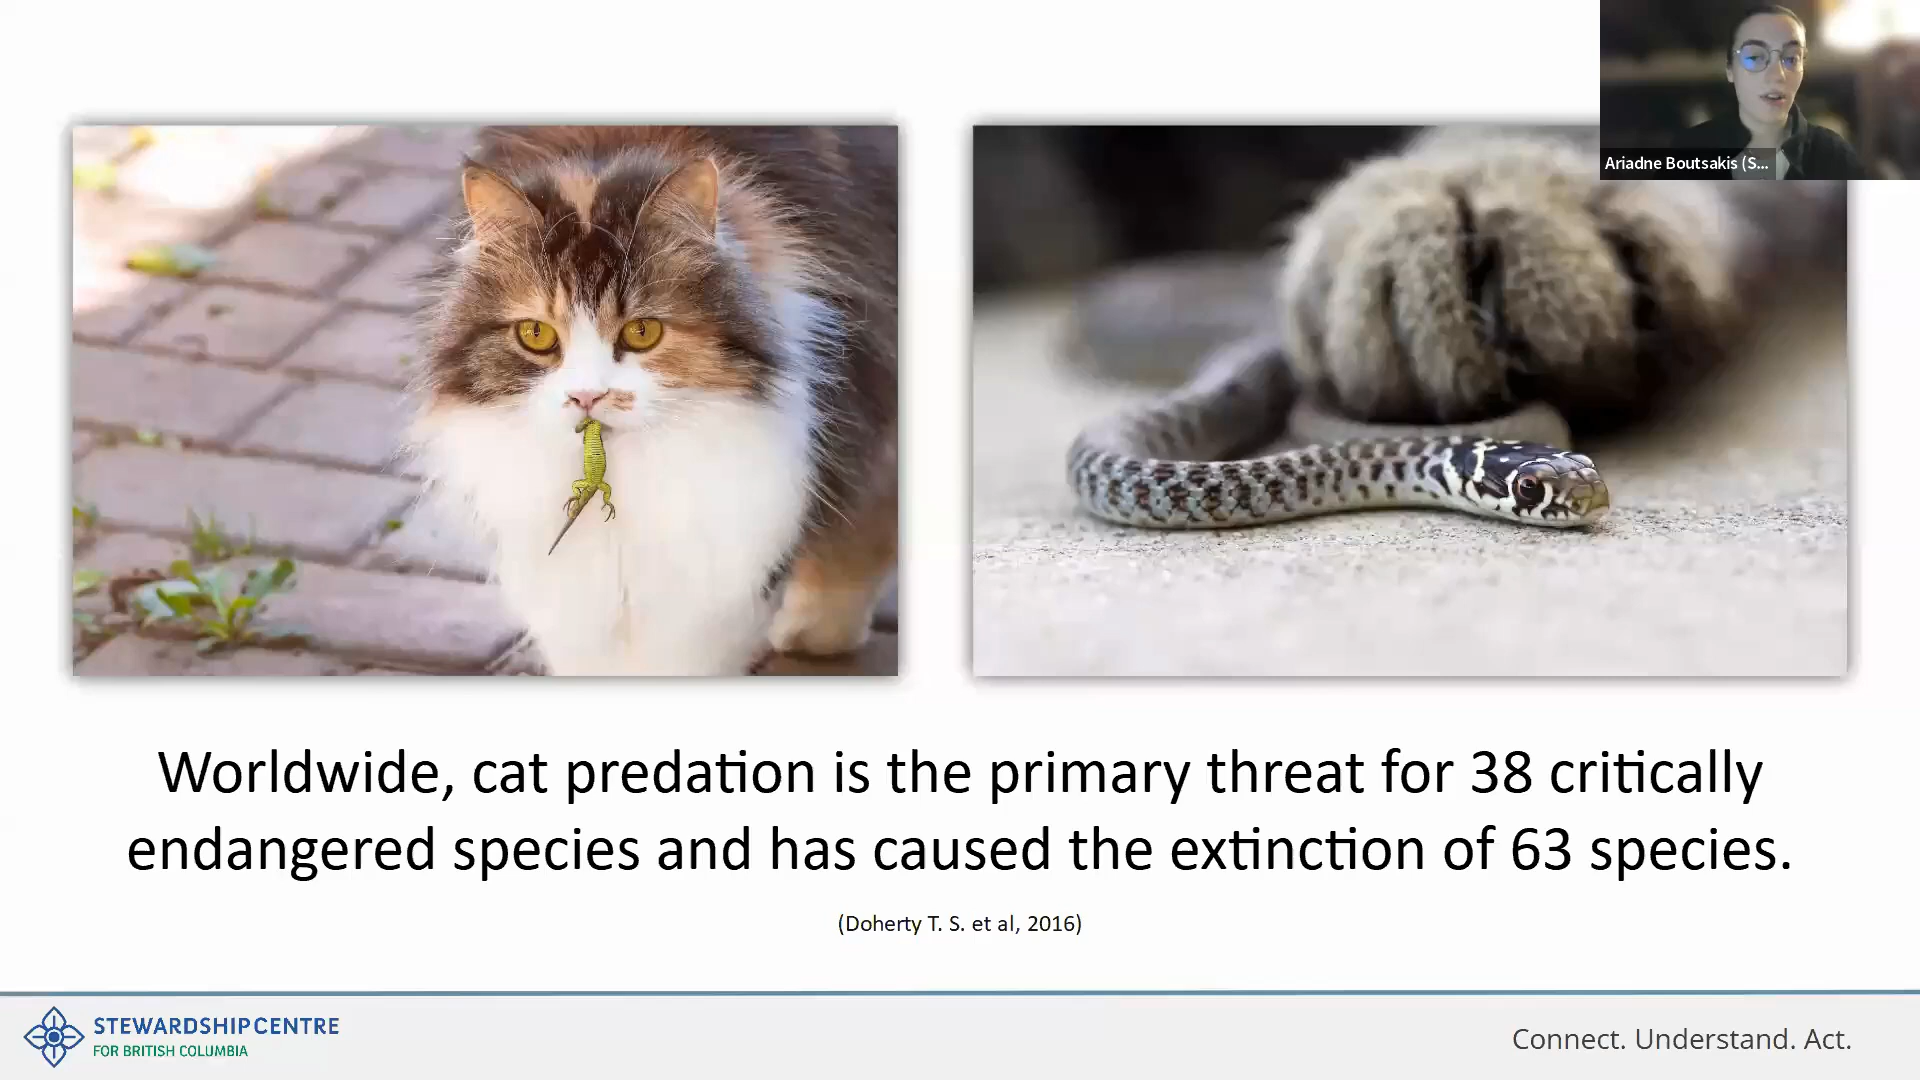 Ariadne Boutsakis (S...
Worldwide, cat predation is the primary threat for 38 critically
endangered species and has caused the extinction of 63 species.
(Doherty T. S. et al, 2016)
STEWARDSHIP CENTRE
FOR BRITISH COLUMBIA
Connect. Understand. Act.